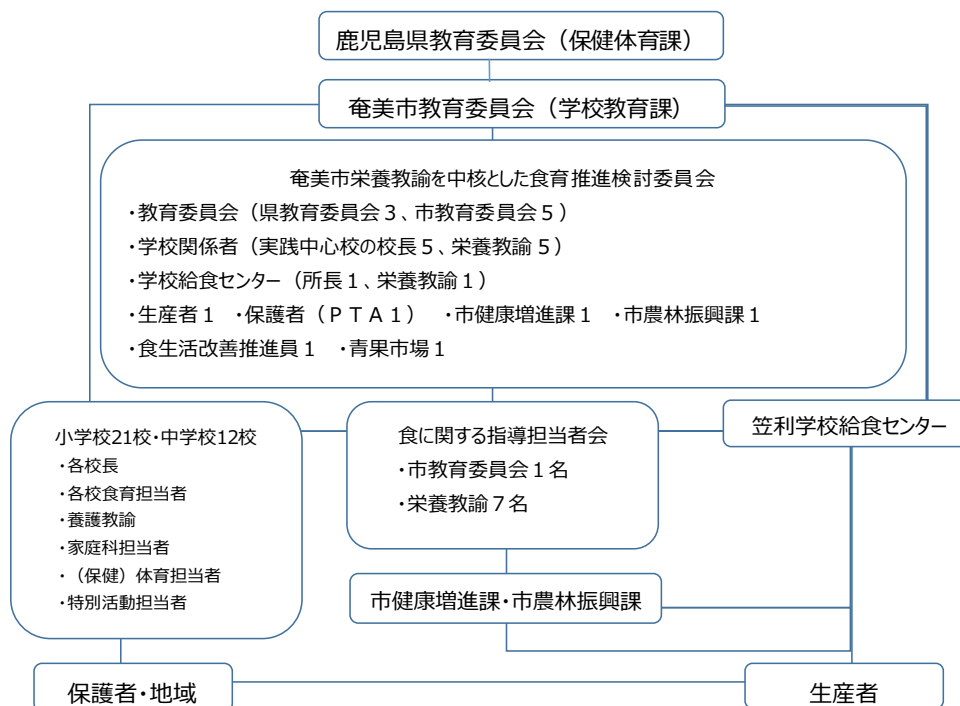 鹿児島県教育委員会（保健体育課）
奄美市教育委員会（学校教育課）
奄美市栄養教諭を中核とした食育推進検討委員会
・教育委員会（県教育委員会３、市教育委員会５）
・学校関係者（実践中心校の校長５、栄養教諭５）
・学校給食センター（所長１、栄養教諭１）
・生産者１　・保護者（ＰＴＡ１）　・市健康増進課１　・市農林振興課１
・食生活改善推進員１　・青果市場１
小学校21校・中学校12校
・各校長
・各校食育担当者
・養護教諭
・家庭科担当者
・（保健）体育担当者
・特別活動担当者
食に関する指導担当者会
・市教育委員会１名
・栄養教諭７名
笠利学校給食センター
市健康増進課・市農林振興課
保護者・地域
生産者